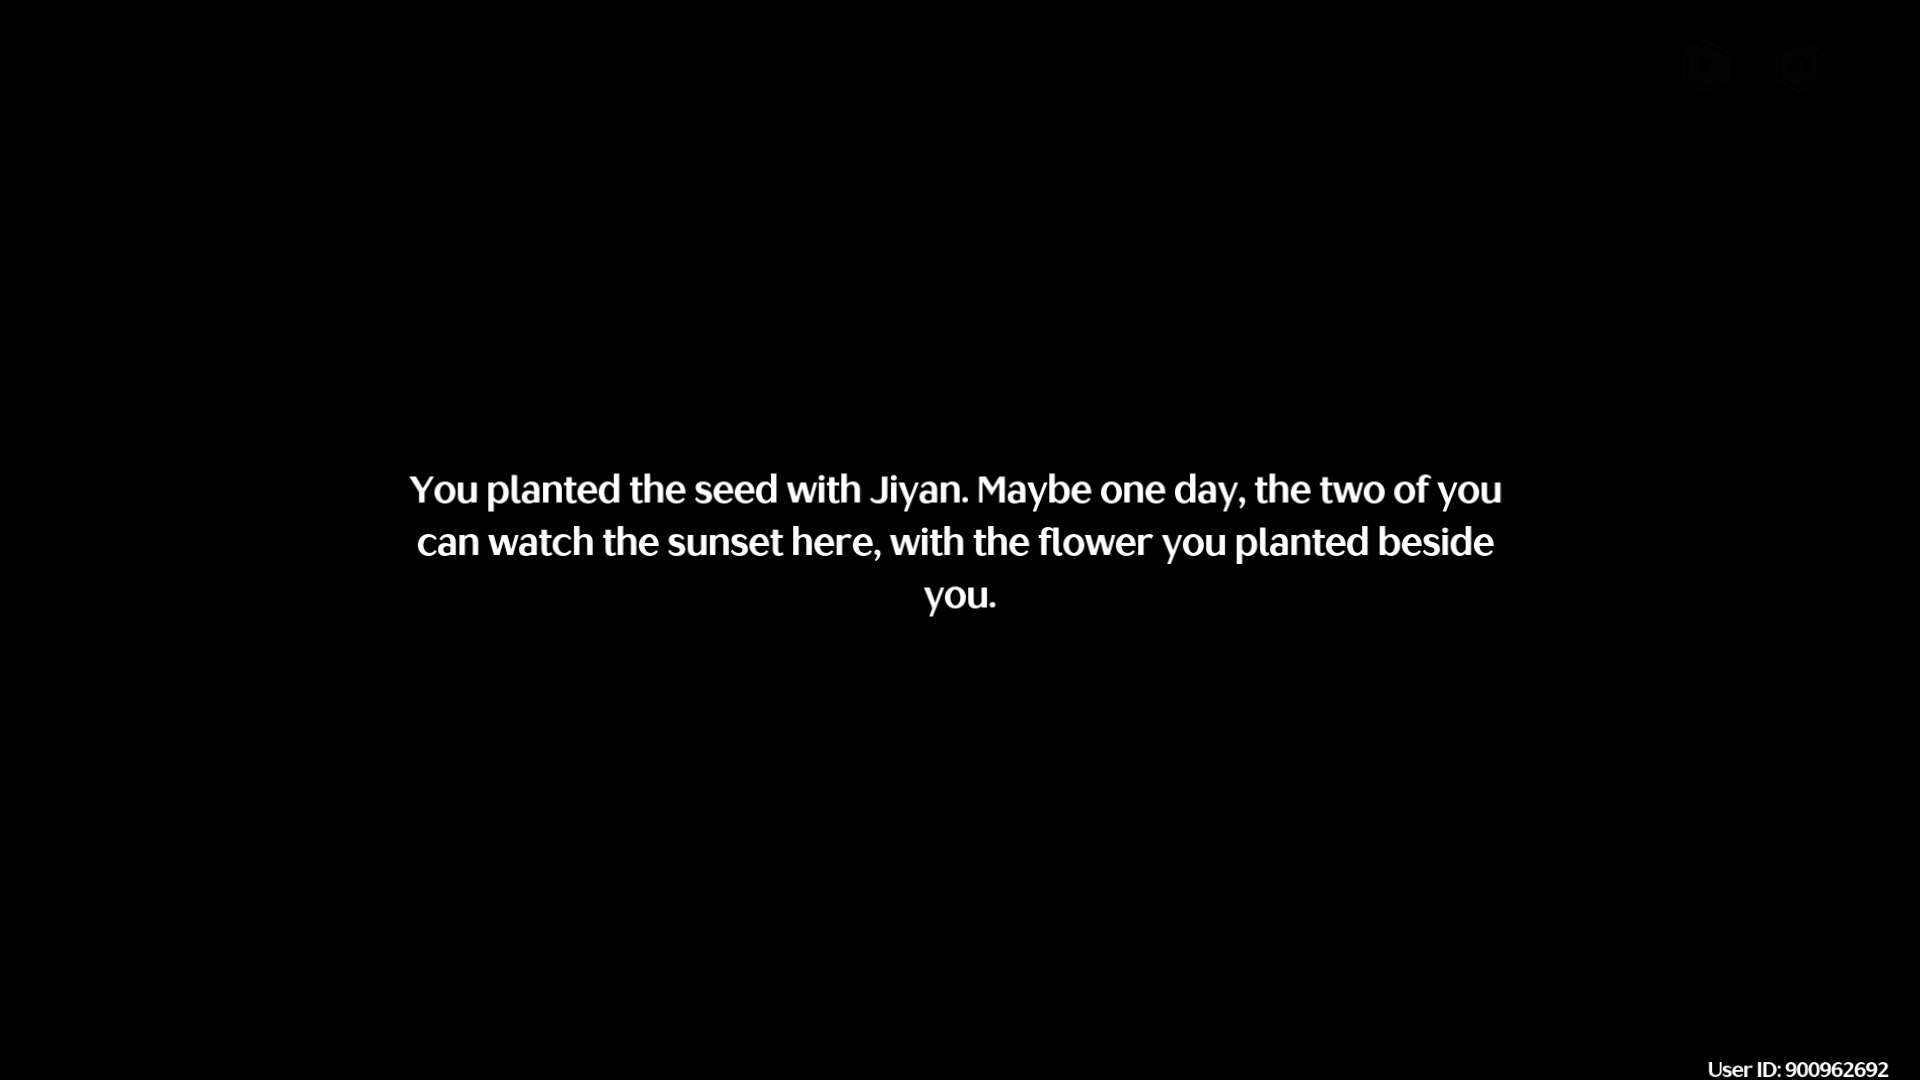 You planted the seed with Jiyan. Maybe one day, the two of you
can watch the sunset here, with the flower you planted beside
you.
User ID: 900962692